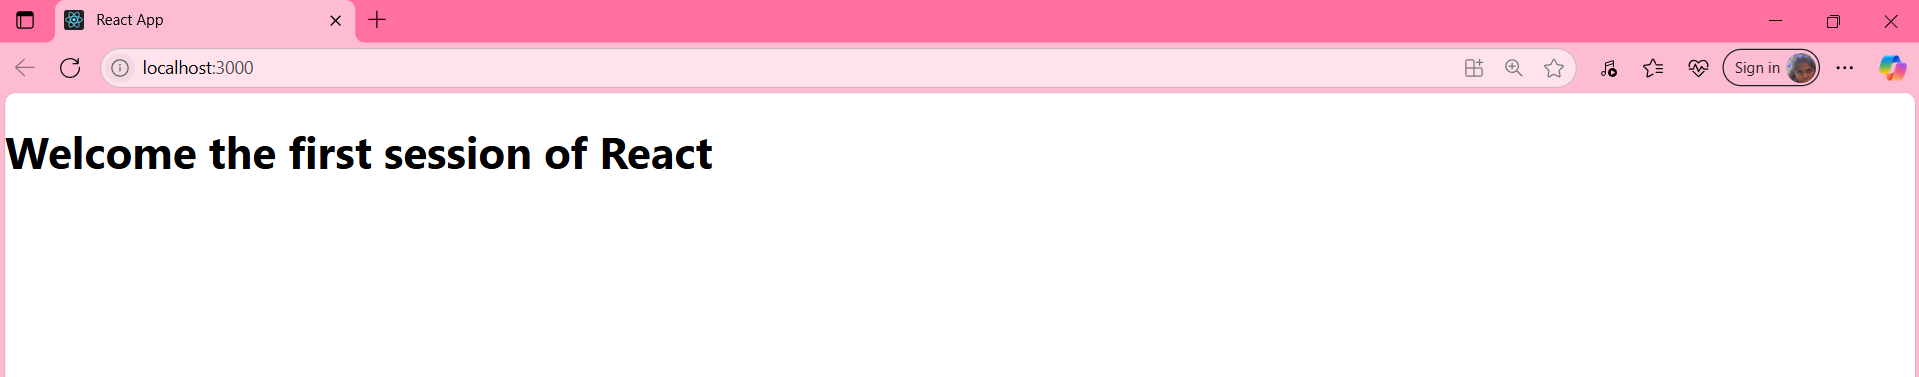 React App
localhost:3000
Sign in
Welcome the first session of React